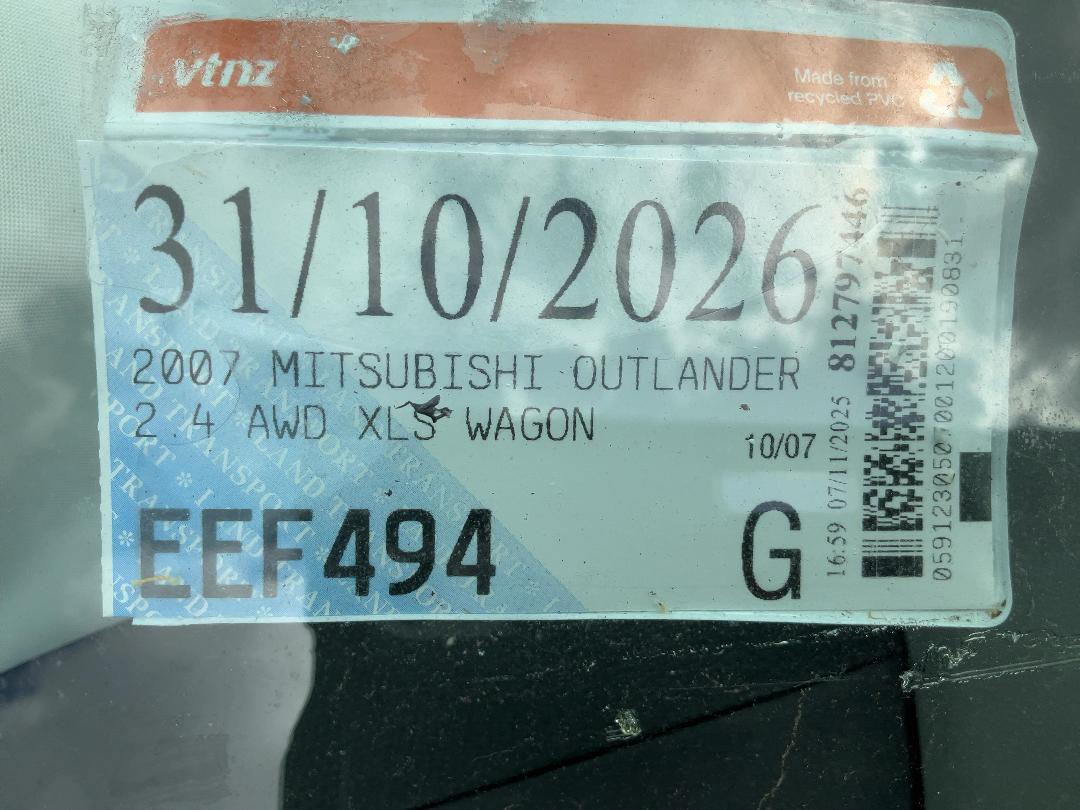 vtnz
Made from
recycled PVC
31/10/2026
2007 MITSUBISHI OUTLANDER
2.4 AWD XLS WAGON
10/07
EEF494
G
16:59 07/11/2025 812797446
0591230507001200190831